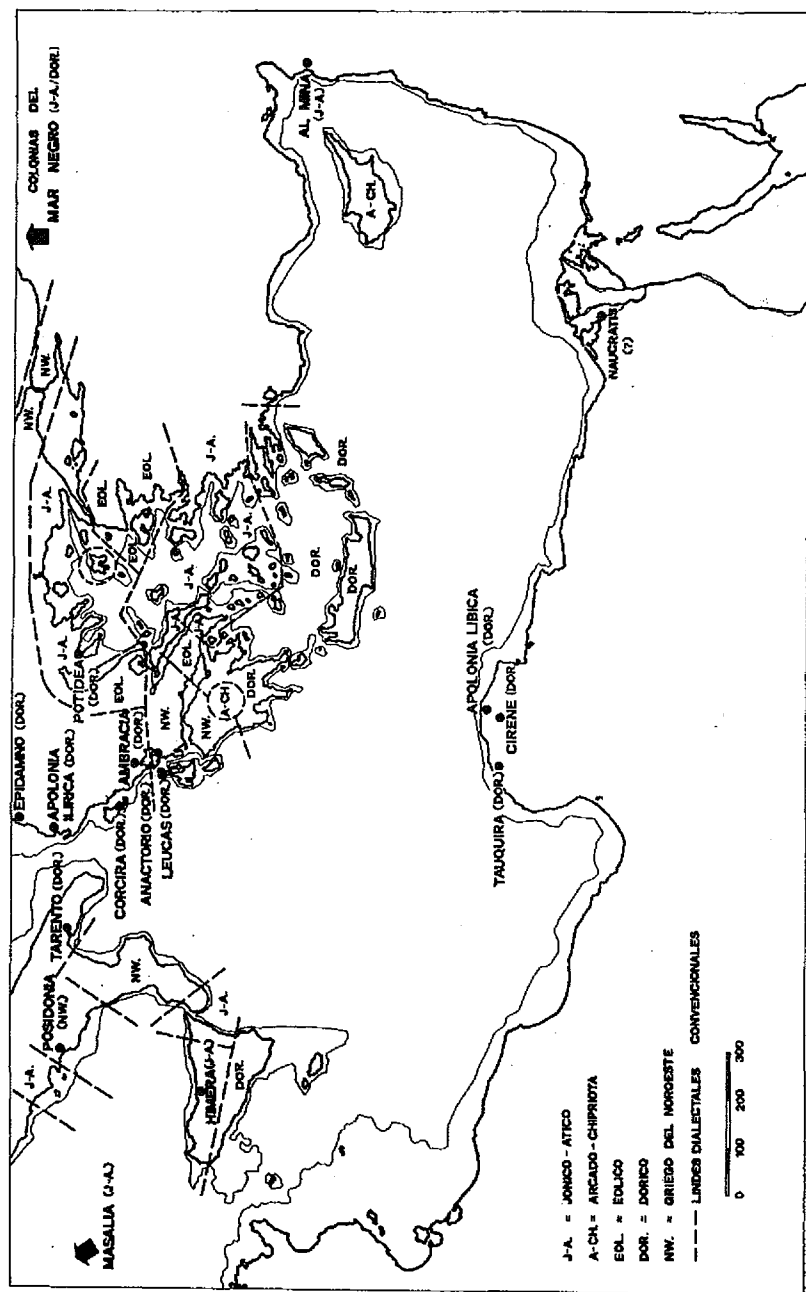 MASALIA (J-A.)
COLONIAS DEL
MAR NEGRO (J-A./DOR.)
EPIDAMNO (DOR.)
APOLONIA
ILIRICA (DOR.)
J-A.
POSIDONIA
(NW.)
TARENTO (DOR.)
CORCIRA (DOR.)
AMBRACIA
(DOR.)
ANACTORIO (DOR.)
LEUCAS (DOR.)
POTIDEA
(DOR.)
J-A.
J-A.
NW.
NW.
NW.
J-A.
HIMERA (J-A.)
DOR.
EOL.
EOL.
EOL.
EOL.
NW.
NW.
(A-CH.)
DOR.
EOL.
J-A.
J-A.
J-A.
J-A.
J-A.
DOR.
DOR.
DOR.
AL MINA
(J-A.)
A-CH.
APOLONIA LIBICA
(DOR.)
CIRENE (DOR.)
TAUQUIRA (DOR.)
NAUCRATIS
(?)
J-A. = JONICO-ATICO
A-CH. = ARCADO-CHIPRIOTA
EOL. = EOLICO
DOR. = DORICO
NW. = GRIEGO DEL NOROESTE
--- LINDES DIALECTALES CONVENCIONALES
0 100 200 300